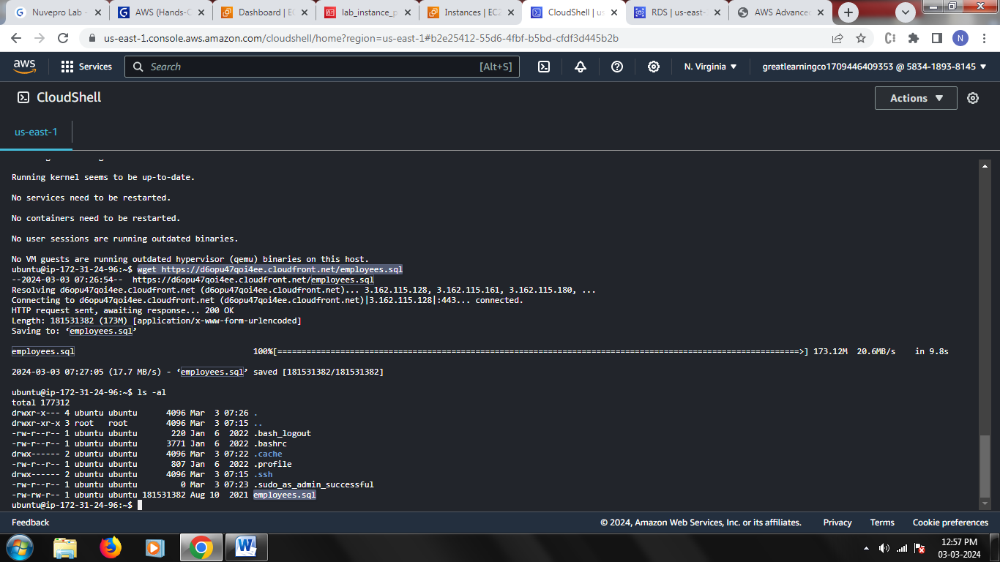 Nuvepro Lab -
AWS (Hands-O
Dashboard | EC
lab_instance_p
Instances | EC2
CloudShell | us
RDS | us-east-
AWS Advance
us-east-1.console.aws.amazon.com/cloudshell/home?region=us-east-1#b2e25412-55d6-4fbf-b5bd-cfdf3d445b2b
N
aws
Services
Search
[Alt+S]
N. Virginia
greatlearningco1709446409353 @ 5834-1893-8145
CloudShell
Actions
us-east-1
Running kernel seems to be up-to-date.
No services need to be restarted.
No containers need to be restarted.
No user sessions are running outdated binaries.
No VM guests are running outdated hypervisor (qemu) binaries on this host.
ubuntu@ip-172-31-24-96:~$ wget https://d6opu47qoi4ee.cloudfront.net/employees.sql
--2024-03-03 07:26:54--  https://d6opu47qoi4ee.cloudfront.net/employees.sql
Resolving d6opu47qoi4ee.cloudfront.net (d6opu47qoi4ee.cloudfront.net)... 3.162.115.128, 3.162.115.161, 3.162.115.180, ...
Connecting to d6opu47qoi4ee.cloudfront.net (d6opu47qoi4ee.cloudfront.net)|3.162.115.128|:443... connected.
HTTP request sent, awaiting response... 200 OK
Length: 181531382 (173M) [application/x-www-form-urlencoded]
Saving to: ‘employees.sql’
employees.sql 100%[=============================================================================================================>] 173.12M  20.6MB/s    in 9.8s
2024-03-03 07:27:05 (17.7 MB/s) - ‘employees.sql’ saved [181531382/181531382]
ubuntu@ip-172-31-24-96:~$ ls -al
total 177312
drwxr-x--- 4 ubuntu ubuntu      4096 Mar  3 07:26 .
drwxr-xr-x 3 root   root        4096 Mar  3 07:15 ..
-rw-r--r-- 1 ubuntu ubuntu       220 Jan  6  2022 .bash_logout
-rw-r--r-- 1 ubuntu ubuntu      3771 Jan  6  2022 .bashrc
drwx------ 2 ubuntu ubuntu      4096 Mar  3 07:22 .cache
-rw-r--r-- 1 ubuntu ubuntu       807 Jan  6  2022 .profile
drwx------ 2 ubuntu ubuntu      4096 Mar  3 07:15 .ssh
-rw-r--r-- 1 ubuntu ubuntu         0 Mar  3 07:23 .sudo_as_admin_successful
-rw-rw-r-- 1 ubuntu ubuntu 181531382 Aug 10  2021 employees.sql
ubuntu@ip-172-31-24-96:~$
Feedback
© 2024, Amazon Web Services, Inc. or its affiliates.
Privacy
Terms
Cookie preferences
12:57 PM
03-03-2024